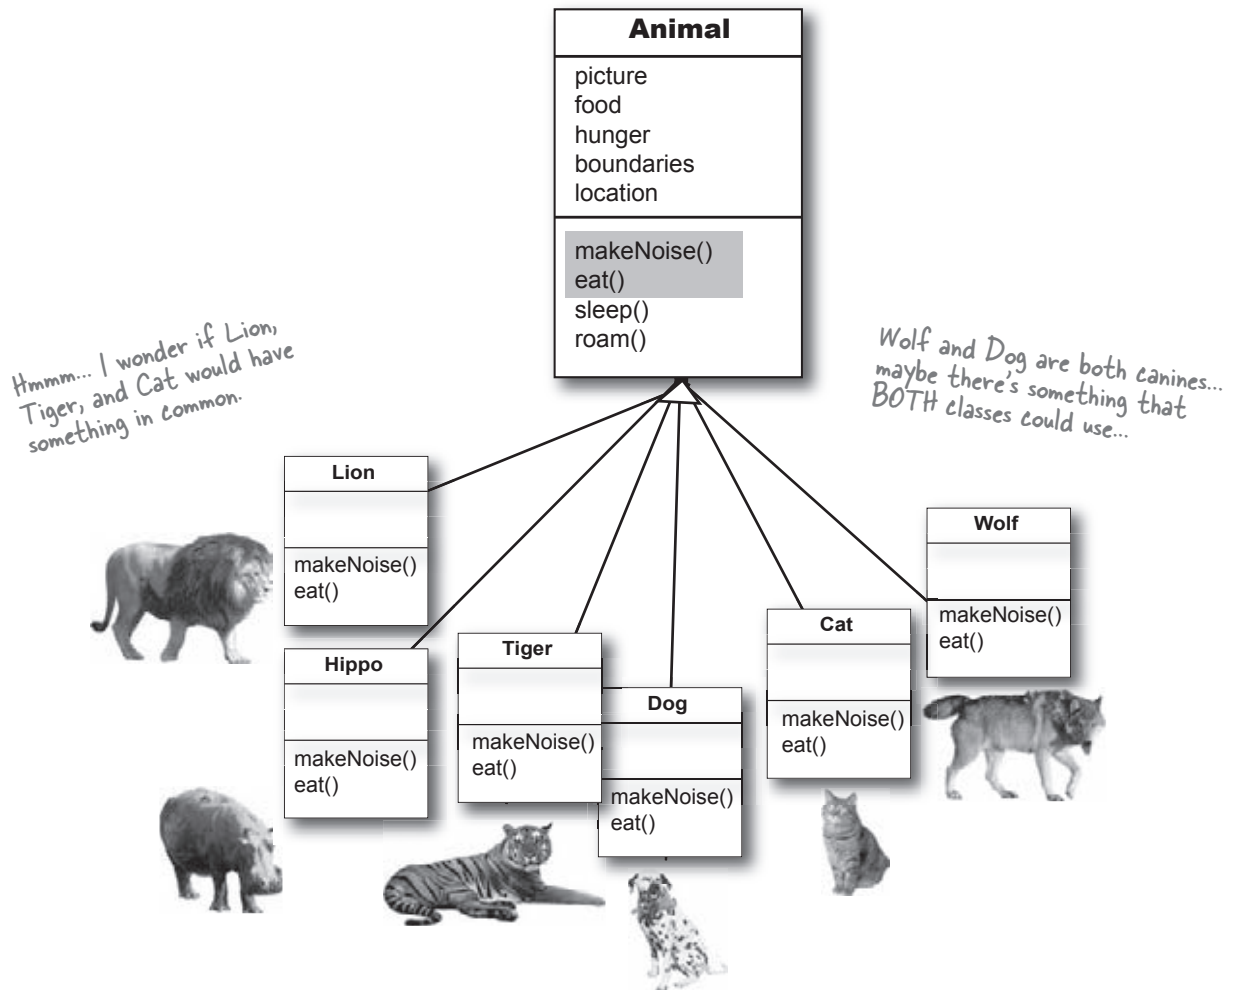 Animal
picture
food
hunger
boundaries
location
makeNoise()
eat()
sleep()
roam()
Hmmm... I wonder if Lion,
Tiger, and Cat would have
something in common.
Wolf and Dog are both canines...
maybe there's something that
BOTH classes could use...
Lion
makeNoise()
eat()
Wolf
makeNoise()
eat()
Cat
makeNoise()
eat()
Tiger
makeNoise()
eat()
Hippo
makeNoise()
eat()
Dog
makeNoise()
eat()